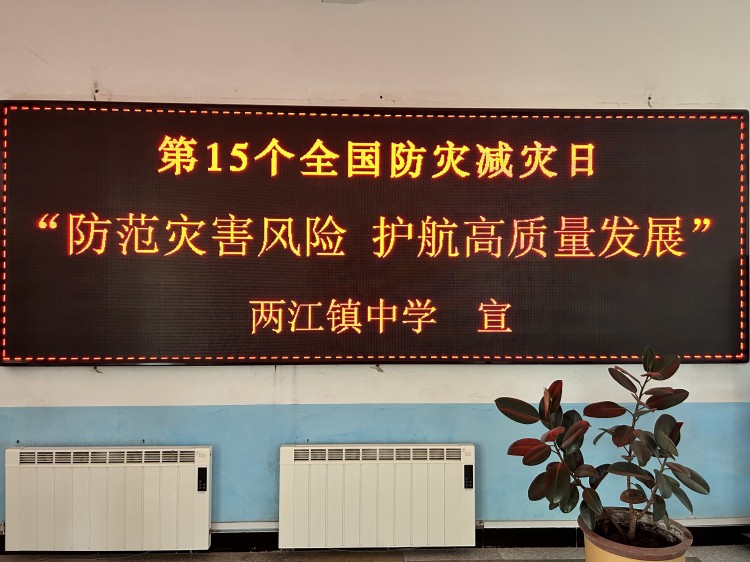 第15个全国防灾减灾日
“防范灾害风险 护航高质量发展”
两江镇中学 宣